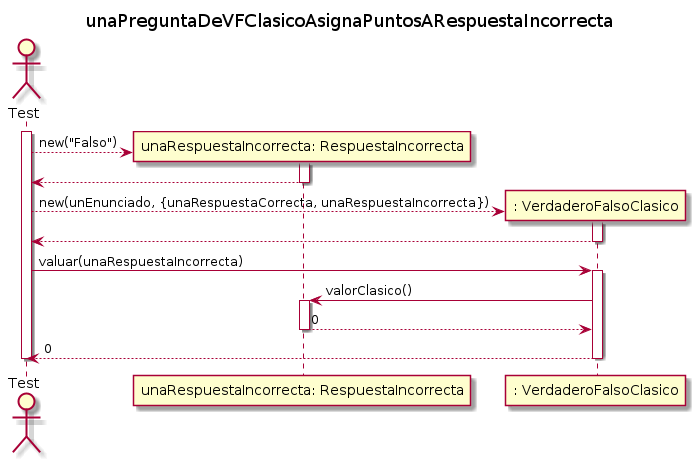 unaPreguntaDeVFClasicoAsignaPuntosARespuestaIncorrecta
Test
new("Falso")
unaRespuestaIncorrecta: RespuestaIncorrecta
new(unEnunciado, {unaRespuestaCorrecta, unaRespuestaIncorrecta})
: VerdaderoFalsoClasico
valuar(unaRespuestaIncorrecta)
valorClasico()
0
0
Test
unaRespuestaIncorrecta: RespuestaIncorrecta
: VerdaderoFalsoClasico